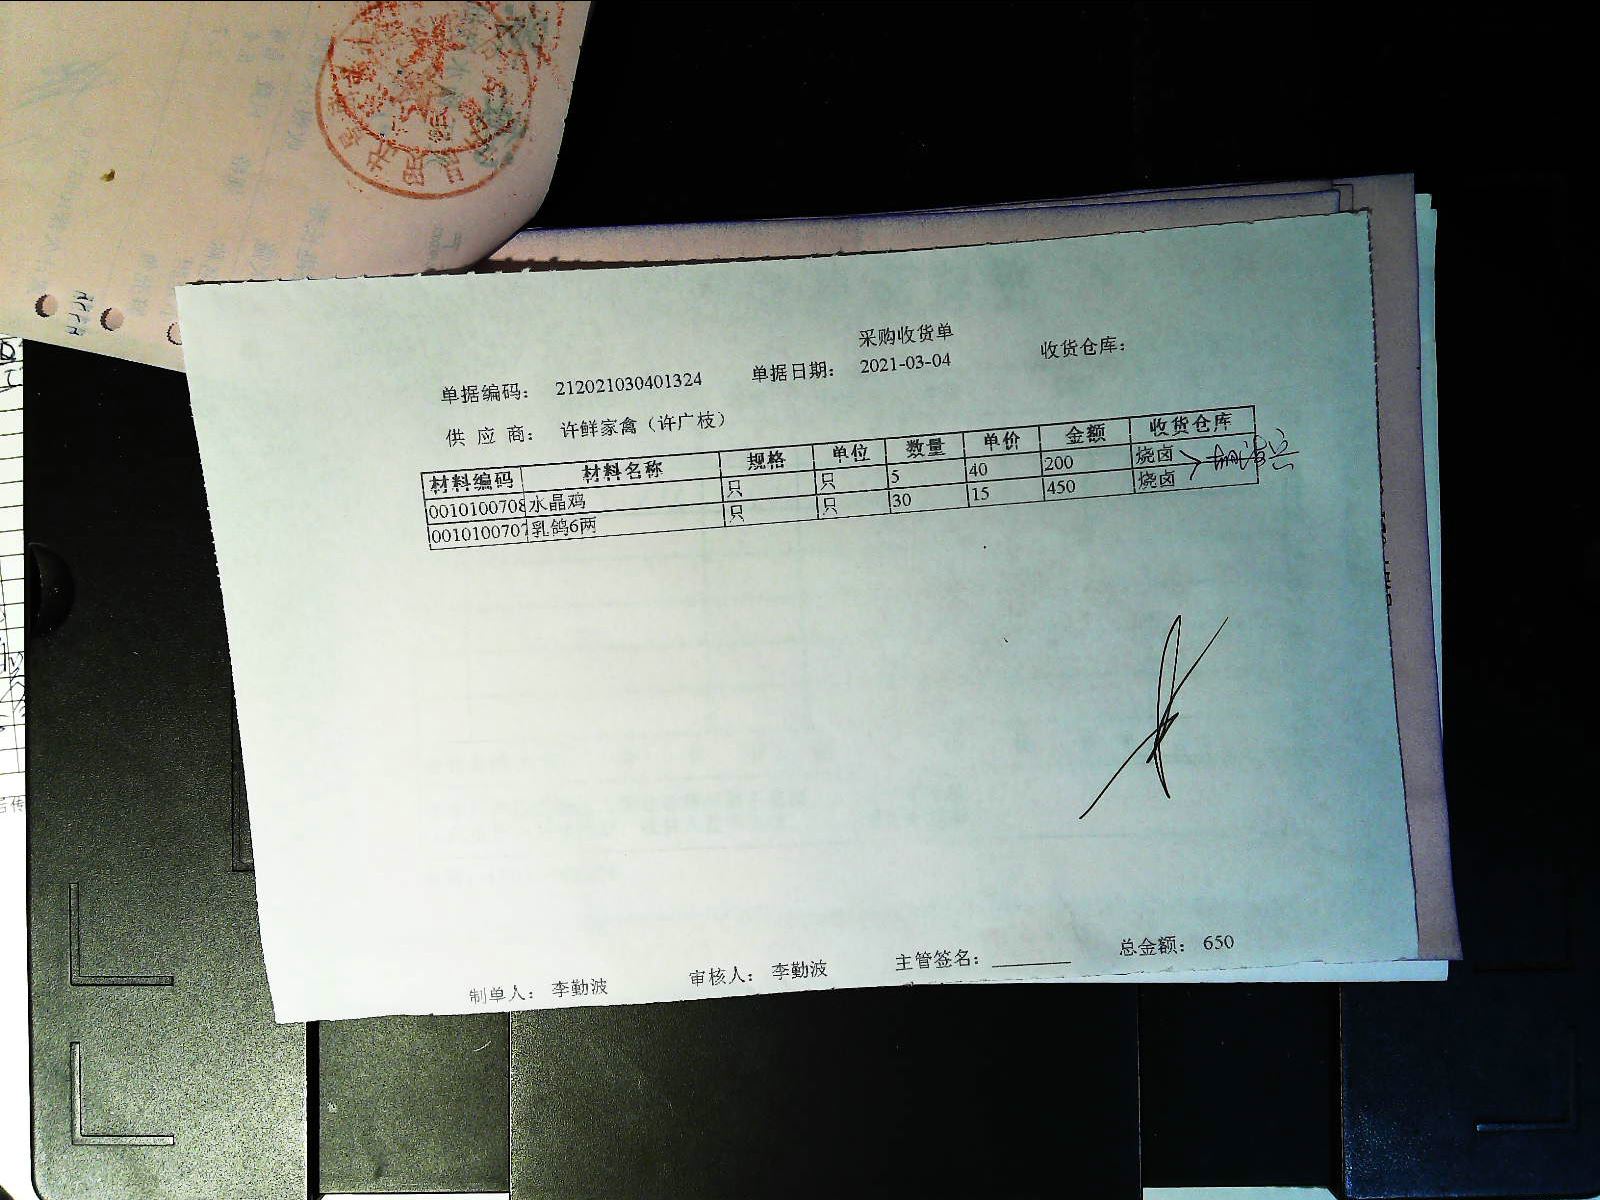 采购收货单
单据编码： 212021030401324 单据日期： 2021-03-04 收货仓库：
供 应 商： 许鲜家禽（许广枝）
材料编码 材料名称 规格 单位 数量 单价 金额 收货仓库
0010100708 水晶鸡 只 只 5 40 200 烧卤
0010100707 乳鸽6两 只 只 30 15 450 烧卤
制单人： 李勤波 审核人： 李勤波 主管签名： ________ 总金额： 650